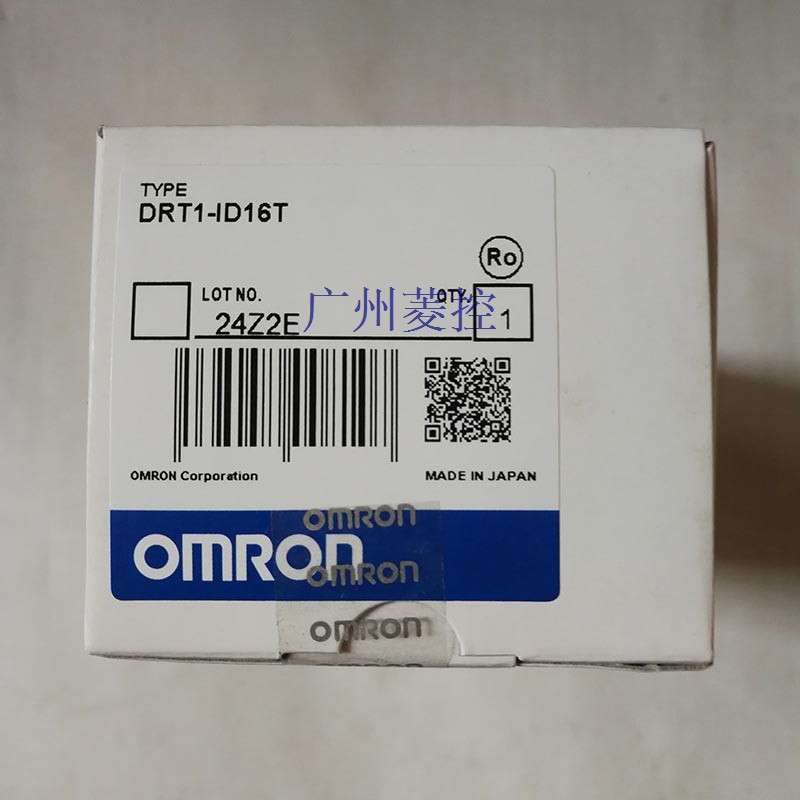 TYPE
DRT1-ID16T
Ro
LOT NO. QTY.
24Z2E 1
广州菱控
OMRON Corporation MADE IN JAPAN
OMRON
OMRON
OMRON
OMRON